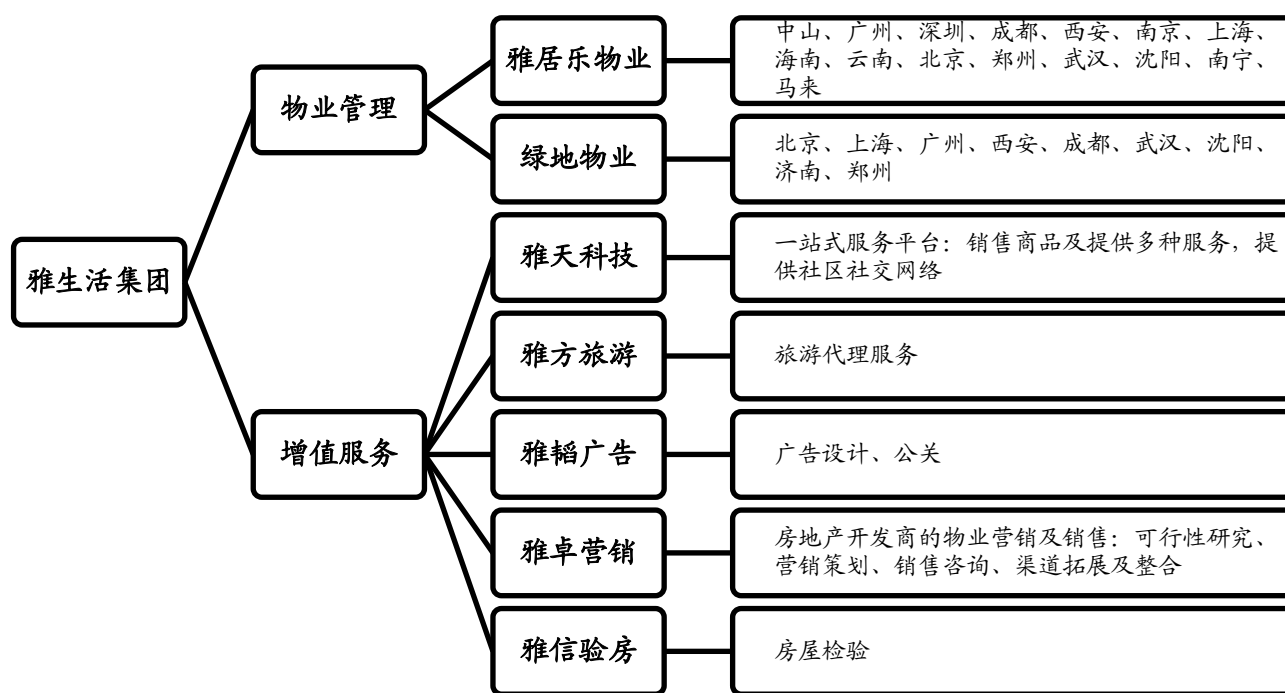 雅生活集团
物业管理
雅居乐物业
中山、广州、深圳、成都、西安、南京、上海、
海南、云南、北京、郑州、武汉、沈阳、南宁、
马来
绿地物业
北京、上海、广州、西安、成都、武汉、沈阳、
济南、郑州
增值服务
雅天科技
一站式服务平台：销售商品及提供多种服务，提
供社区社交网络
雅方旅游
旅游代理服务
雅韬广告
广告设计、公关
雅卓营销
房地产开发商的物业营销及销售：可行性研究、
营销策划、销售咨询、渠道拓展及整合
雅信验房
房屋检验